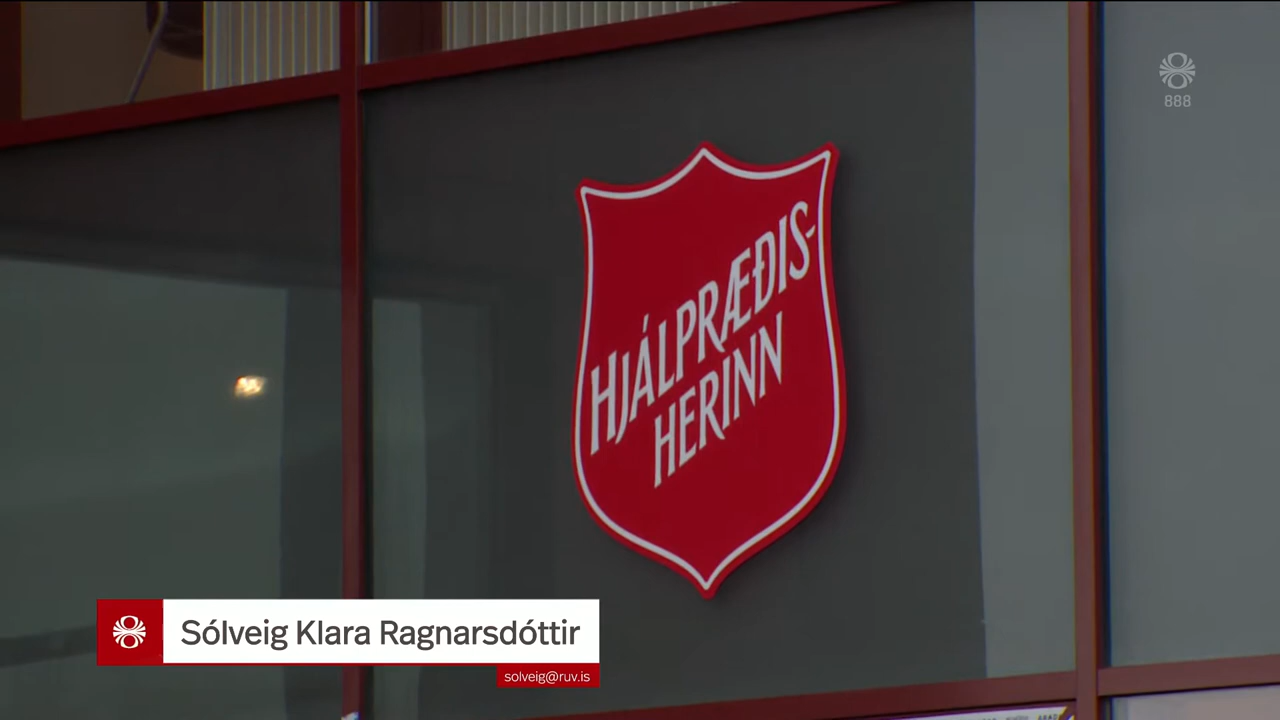 888
HJÁLPRÆÐIS-
HERINN
Sólveig Klara Ragnarsdóttir
solveig@ruv.is